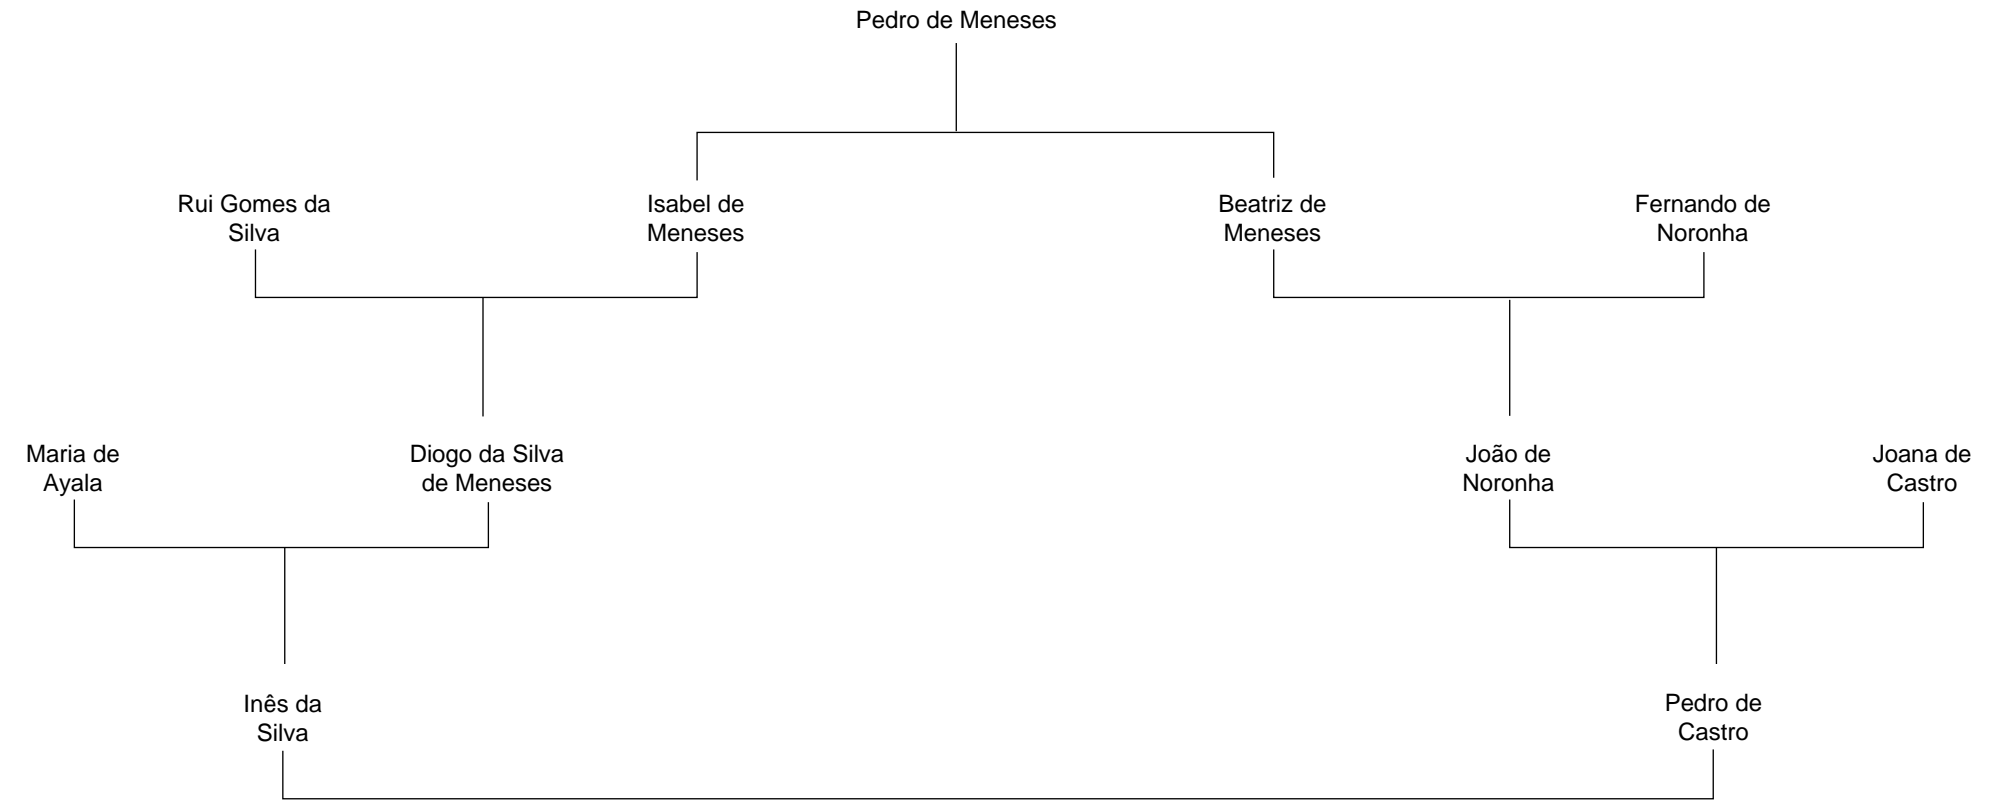 Pedro de Meneses
Rui Gomes da
Silva
Isabel de
Meneses
Beatriz de
Meneses
Fernando de
Noronha
Maria de
Ayala
Diogo da Silva
de Meneses
João de
Noronha
Joana de
Castro
Inês da
Silva
Pedro de
Castro